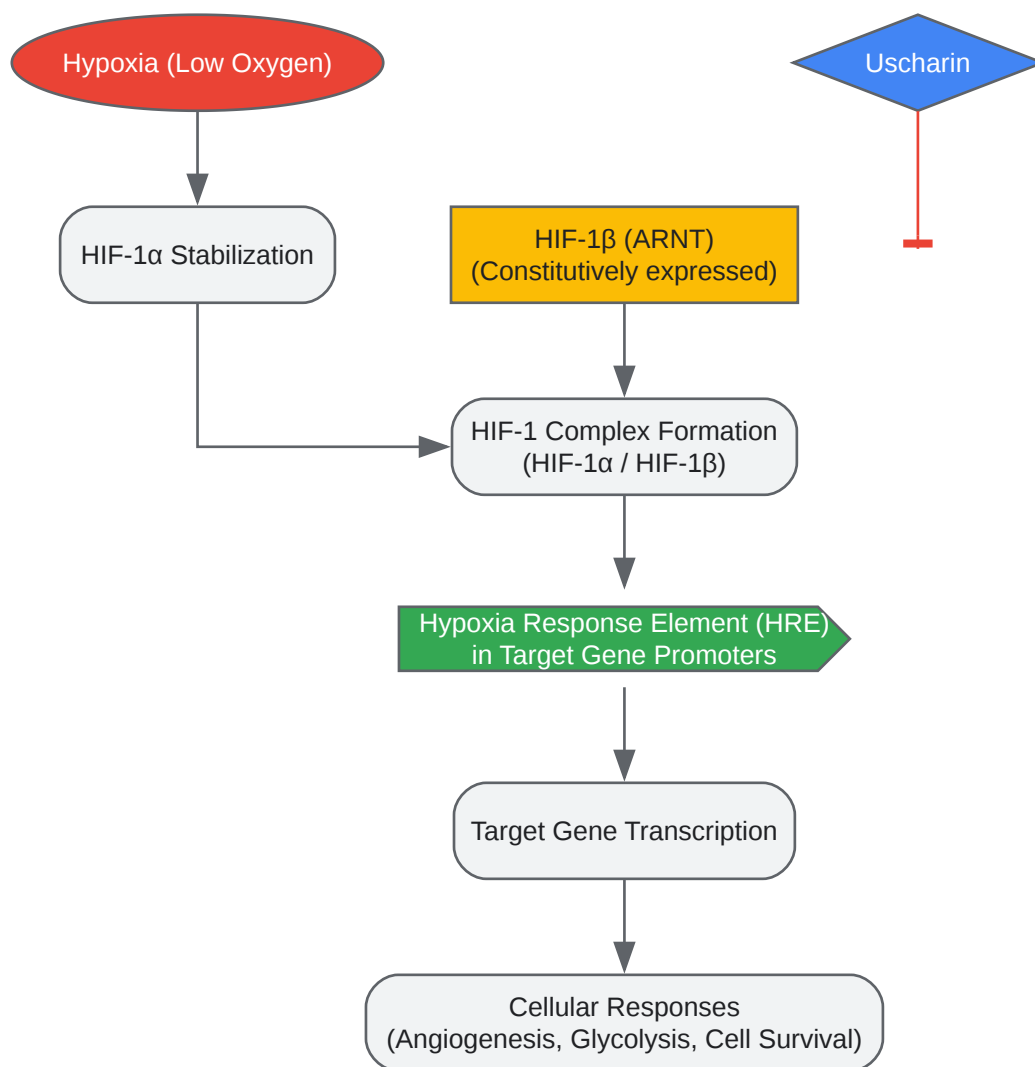 Hypoxia (Low Oxygen)
Uscharin
HIF-1α Stabilization
HIF-1β (ARNT)
(Constitutively expressed)
HIF-1 Complex Formation
(HIF-1α / HIF-1β)
Hypoxia Response Element (HRE)
in Target Gene Promoters
Target Gene Transcription
Cellular Responses
(Angiogenesis, Glycolysis, Cell Survival)